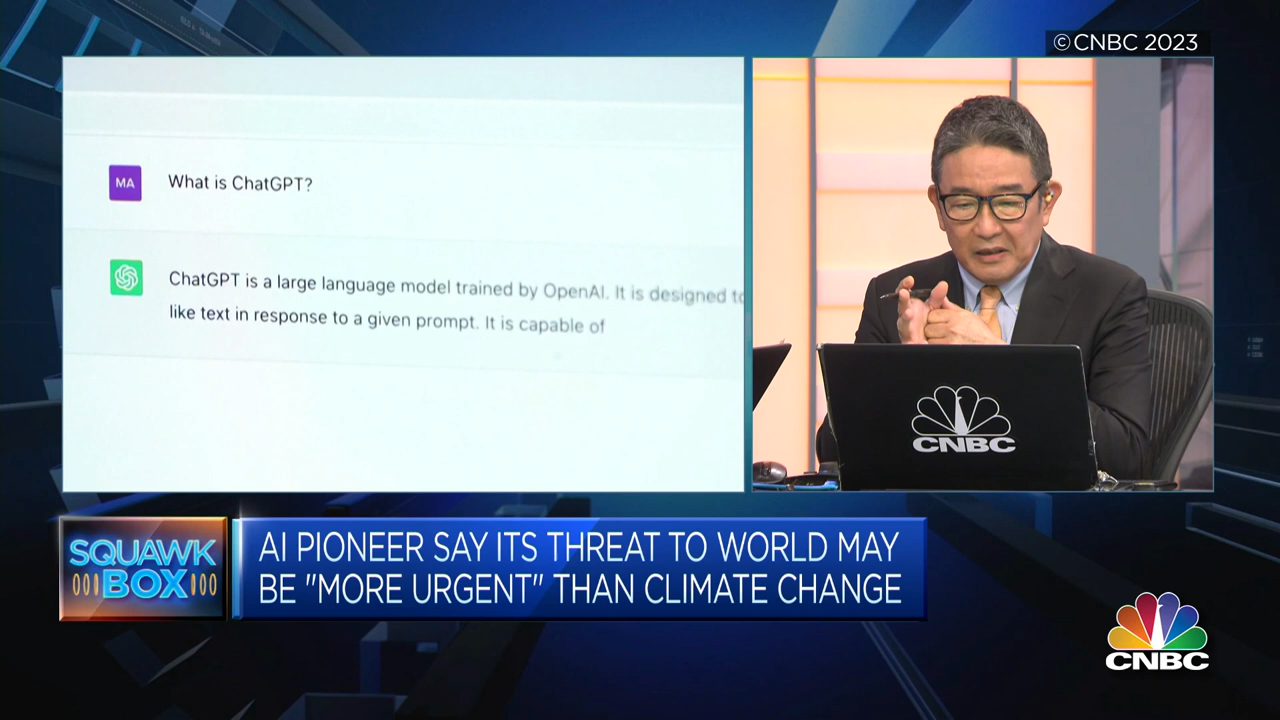 ©CNBC 2023
MA
What is ChatGPT?
ChatGPT is a large language model trained by OpenAI. It is designed to
like text in response to a given prompt. It is capable of
CNBC
SQUAWK
BOX
AI PIONEER SAY ITS THREAT TO WORLD MAY
BE "MORE URGENT" THAN CLIMATE CHANGE
CNBC